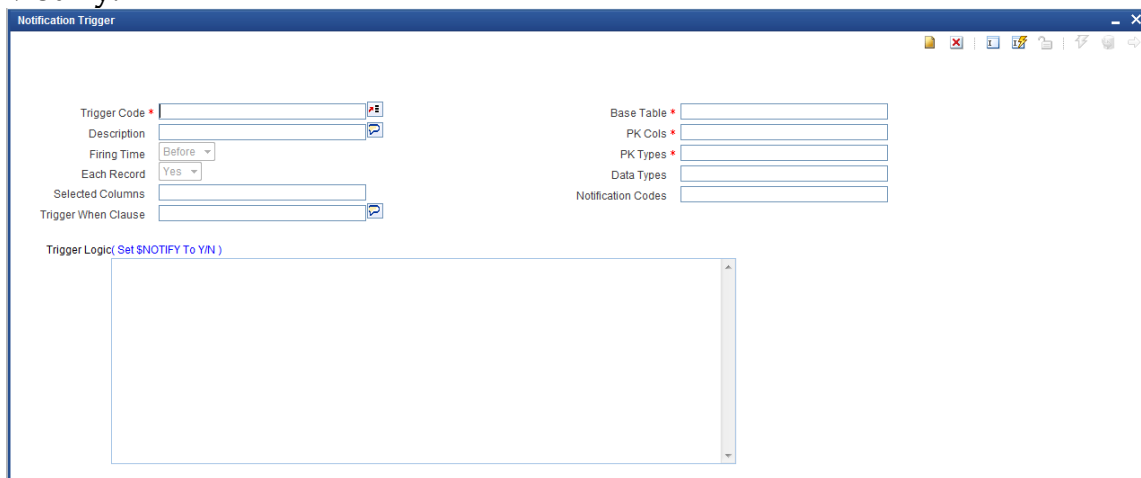 Notification Trigger
Trigger Code *
Description
Firing Time Before
Each Record Yes
Selected Columns
Trigger When Clause
Base Table *
PK Cols *
PK Types *
Data Types
Notification Codes
Trigger Logic( Set $NOTIFY To Y/N )